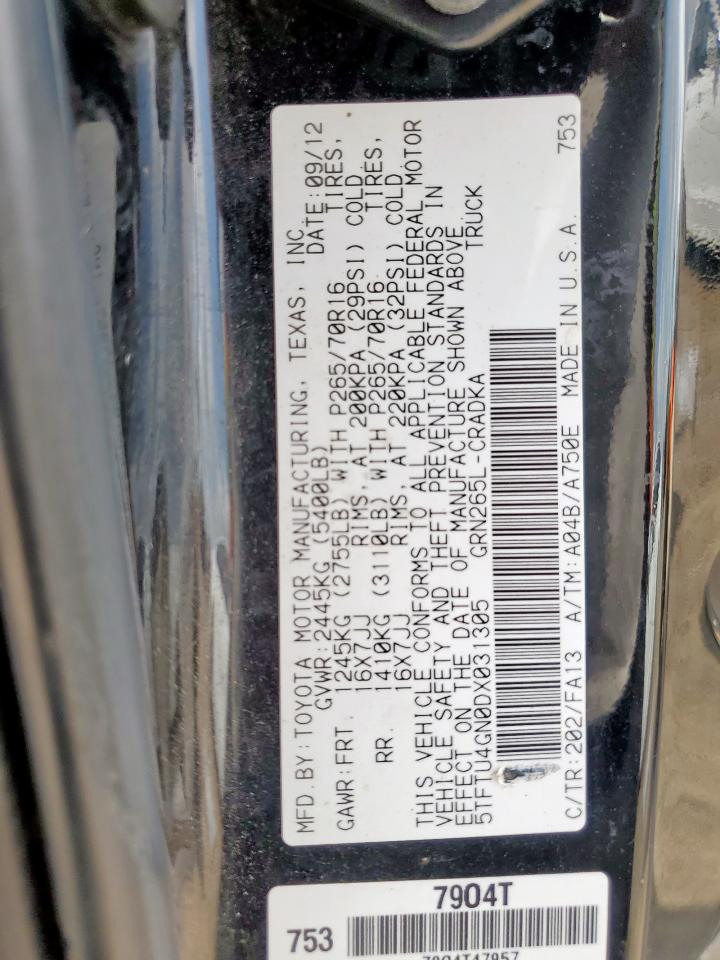 MFD.BY:TOYOTA MOTOR MANUFACTURING, TEXAS, INC
GVWR:2445KG (5400LB) DATE:09/12
GAWR:FRT. 1245KG (2755LB) WITH P265/70R16 TIRES,
16X7JJ RIMS, AT 200KPA (29PSI) COLD
RR. 1410KG (3110LB) WITH P265/70R16 TIRES,
16X7JJ RIMS, AT 220KPA (32PSI) COLD
THIS VEHICLE CONFORMS TO ALL APPLICABLE FEDERAL MOTOR
VEHICLE SAFETY AND THEFT PREVENTION STANDARDS IN
EFFECT ON THE DATE OF MANUFACTURE SHOWN ABOVE.
5TFTU4GN0DX031305 GRN265L-CRADKA TRUCK
C/TR:202/FA13 A/TM:A04B/A750E MADE IN U.S.A. 753
7904T
753
7904T47957